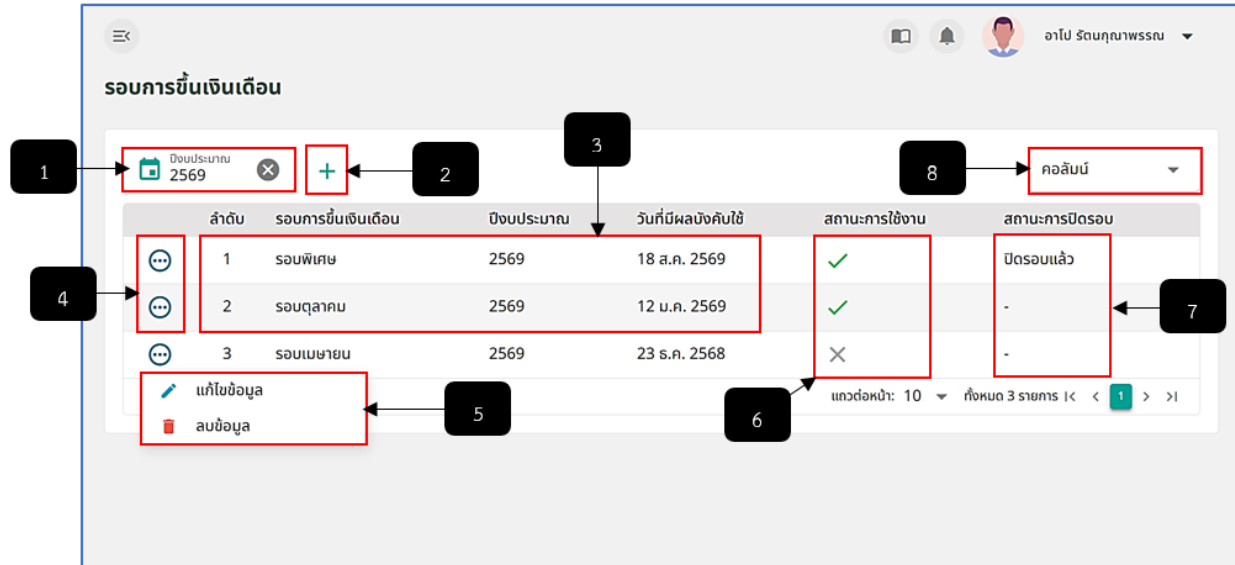 อาโป รัตนกุณาพรรณ
รอบการขึ้นเงินเดือน
3
1
ปีงบประมาณ
2569
2
8
คอลัมน์
ลำดับ รอบการขึ้นเงินเดือน ปีงบประมาณ วันที่มีผลบังคับใช้ สถานะการใช้งาน สถานะการปิดรอบ
1 รอบพิเศษ 2569 18 ส.ค. 2569 ปิดรอบแล้ว
4
2 รอบตุลาคม 2569 12 ม.ค. 2569 -
7
3 รอบเมษายน 2569 23 ธ.ค. 2568 -
แก้ไขข้อมูล
แถวต่อหน้า: 10 ทั้งหมด 3 รายการ |< < 1 > >|
5
6
ลบข้อมูล